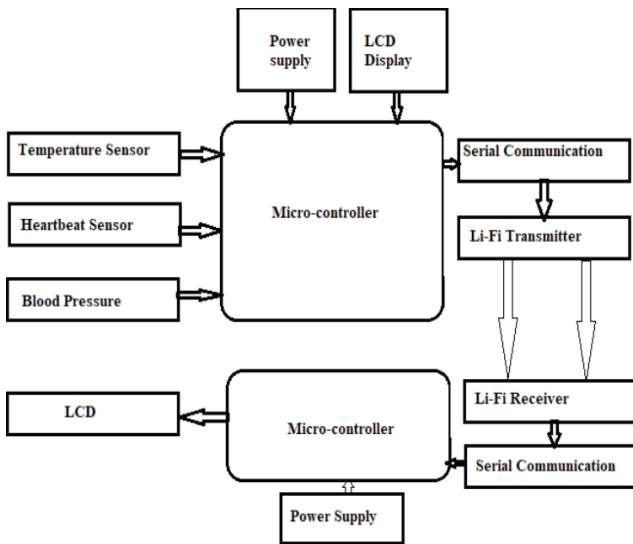 Power
supply
LCD
Display
Temperature Sensor
Heartbeat Sensor
Blood Pressure
Micro-controller
Serial Communication
Li-Fi Transmitter
Li-Fi Receiver
Serial Communication
Micro-controller
LCD
Power Supply